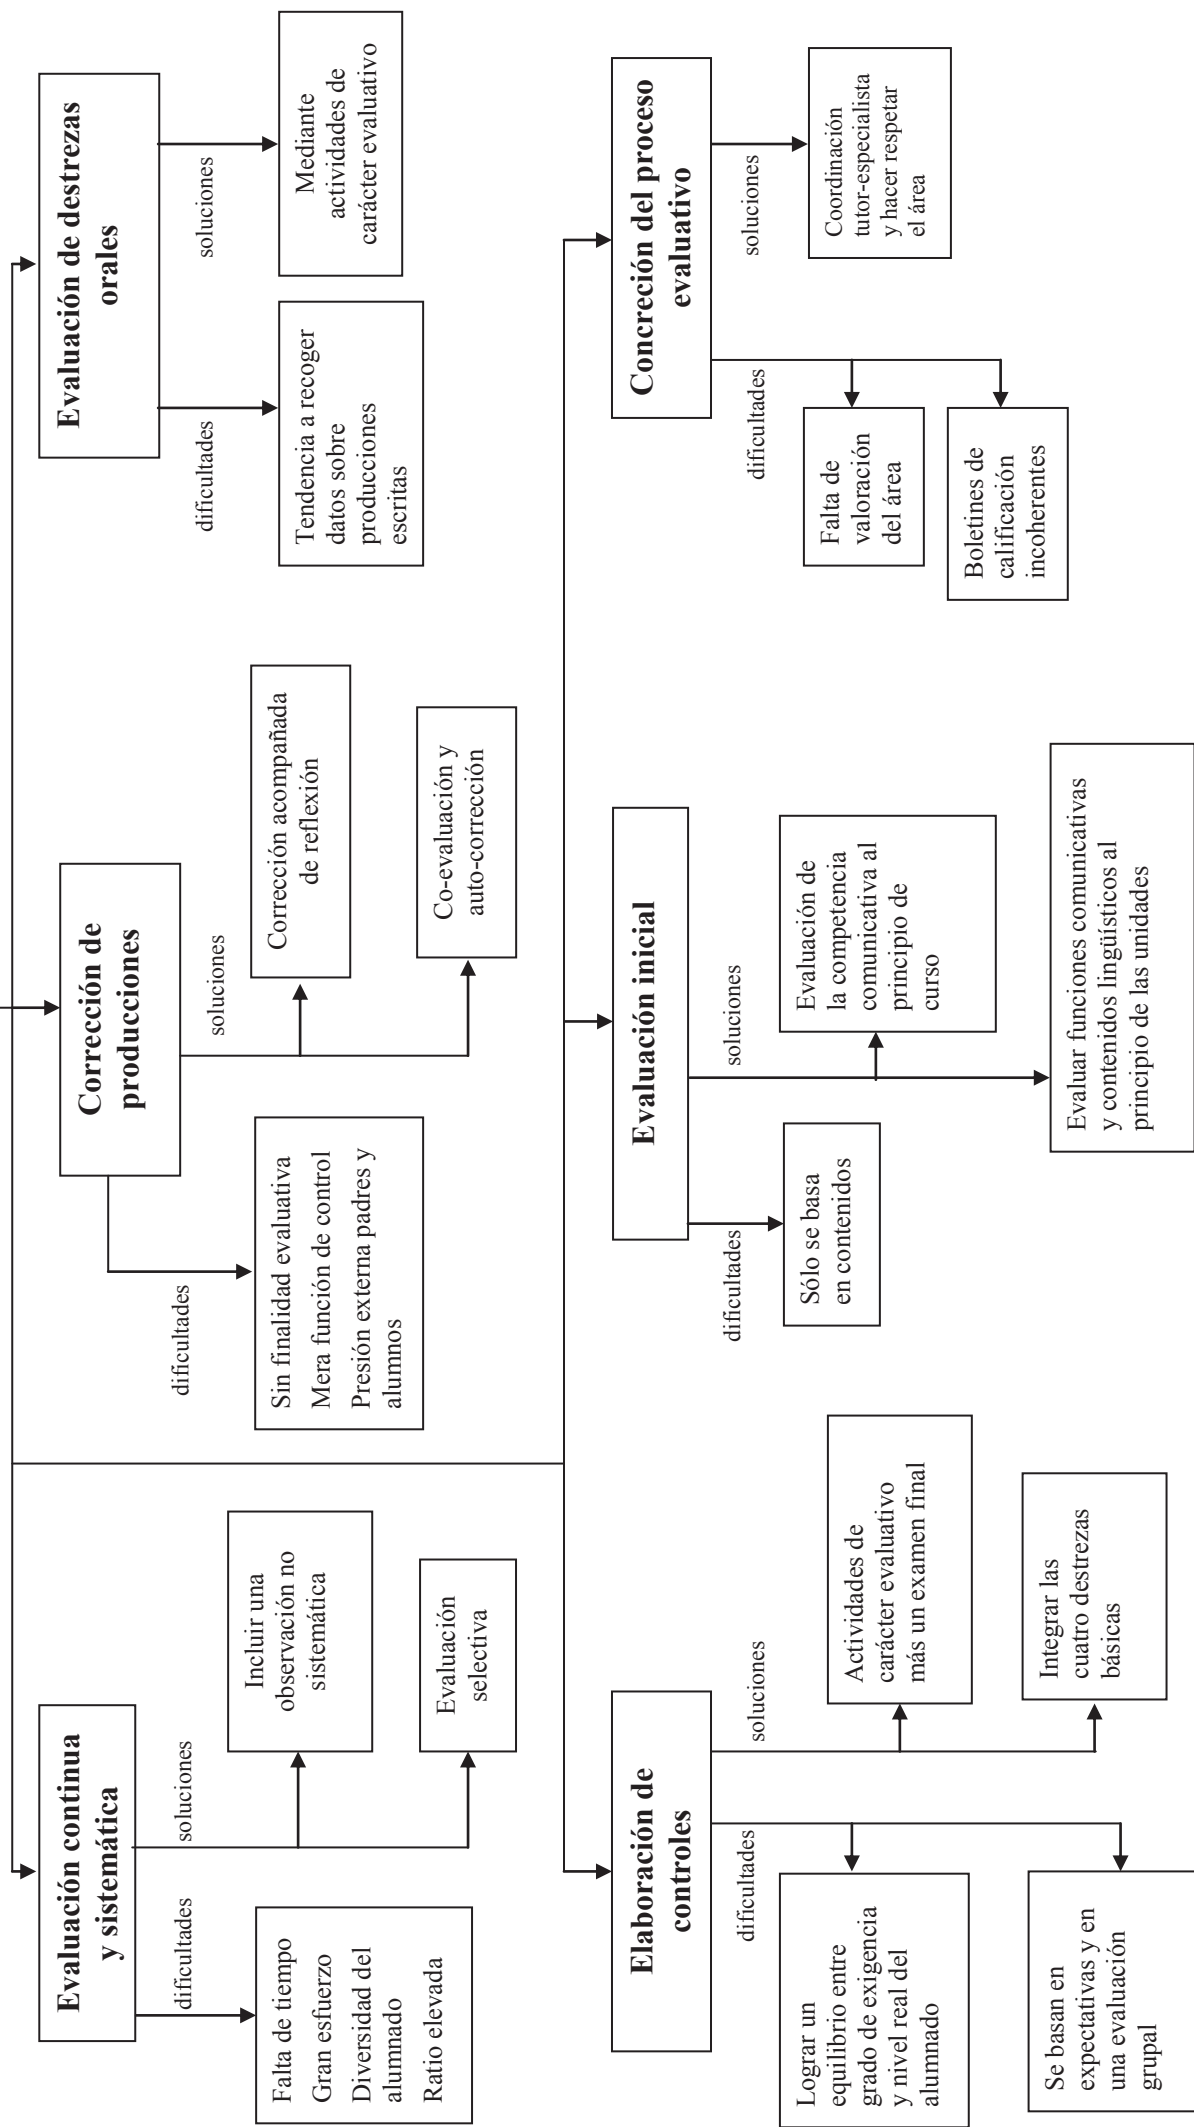 Evaluación continua
y sistemática
dificultades
soluciones
Falta de tiempo
Gran esfuerzo
Diversidad del
alumnado
Ratio elevada
Incluir una
observación no
sistemática
Evaluación
selectiva
Corrección de
producciones
dificultades
soluciones
Sin finalidad evaluativa
Mera función de control
Presión externa padres y
alumnos
Corrección acompañada
de reflexión
Co-evaluación y
auto-corrección
Evaluación de destrezas
orales
dificultades
soluciones
Tendencia a recoger
datos sobre
producciones
escritas
Mediante
actividades de
carácter evaluativo
Elaboración de
controles
dificultades
soluciones
Lograr un
equilibrio entre
grado de exigencia
y nivel real del
alumnado
Se basan en
expectativas y en
una evaluación
grupal
Actividades de
carácter evaluativo
más un examen final
Integrar las
cuatro destrezas
básicas
Evaluación inicial
dificultades
soluciones
Sólo se basa
en contenidos
Evaluación de
la competencia
comunicativa al
principio de
curso
Evaluar funciones comunicativas
y contenidos lingüísticos al
principio de las unidades
Concreción del proceso
evaluativo
dificultades
soluciones
Falta de
valoración
del área
Boletines de
calificación
incoherentes
Coordinación
tutor-especialista
y hacer respetar
el área